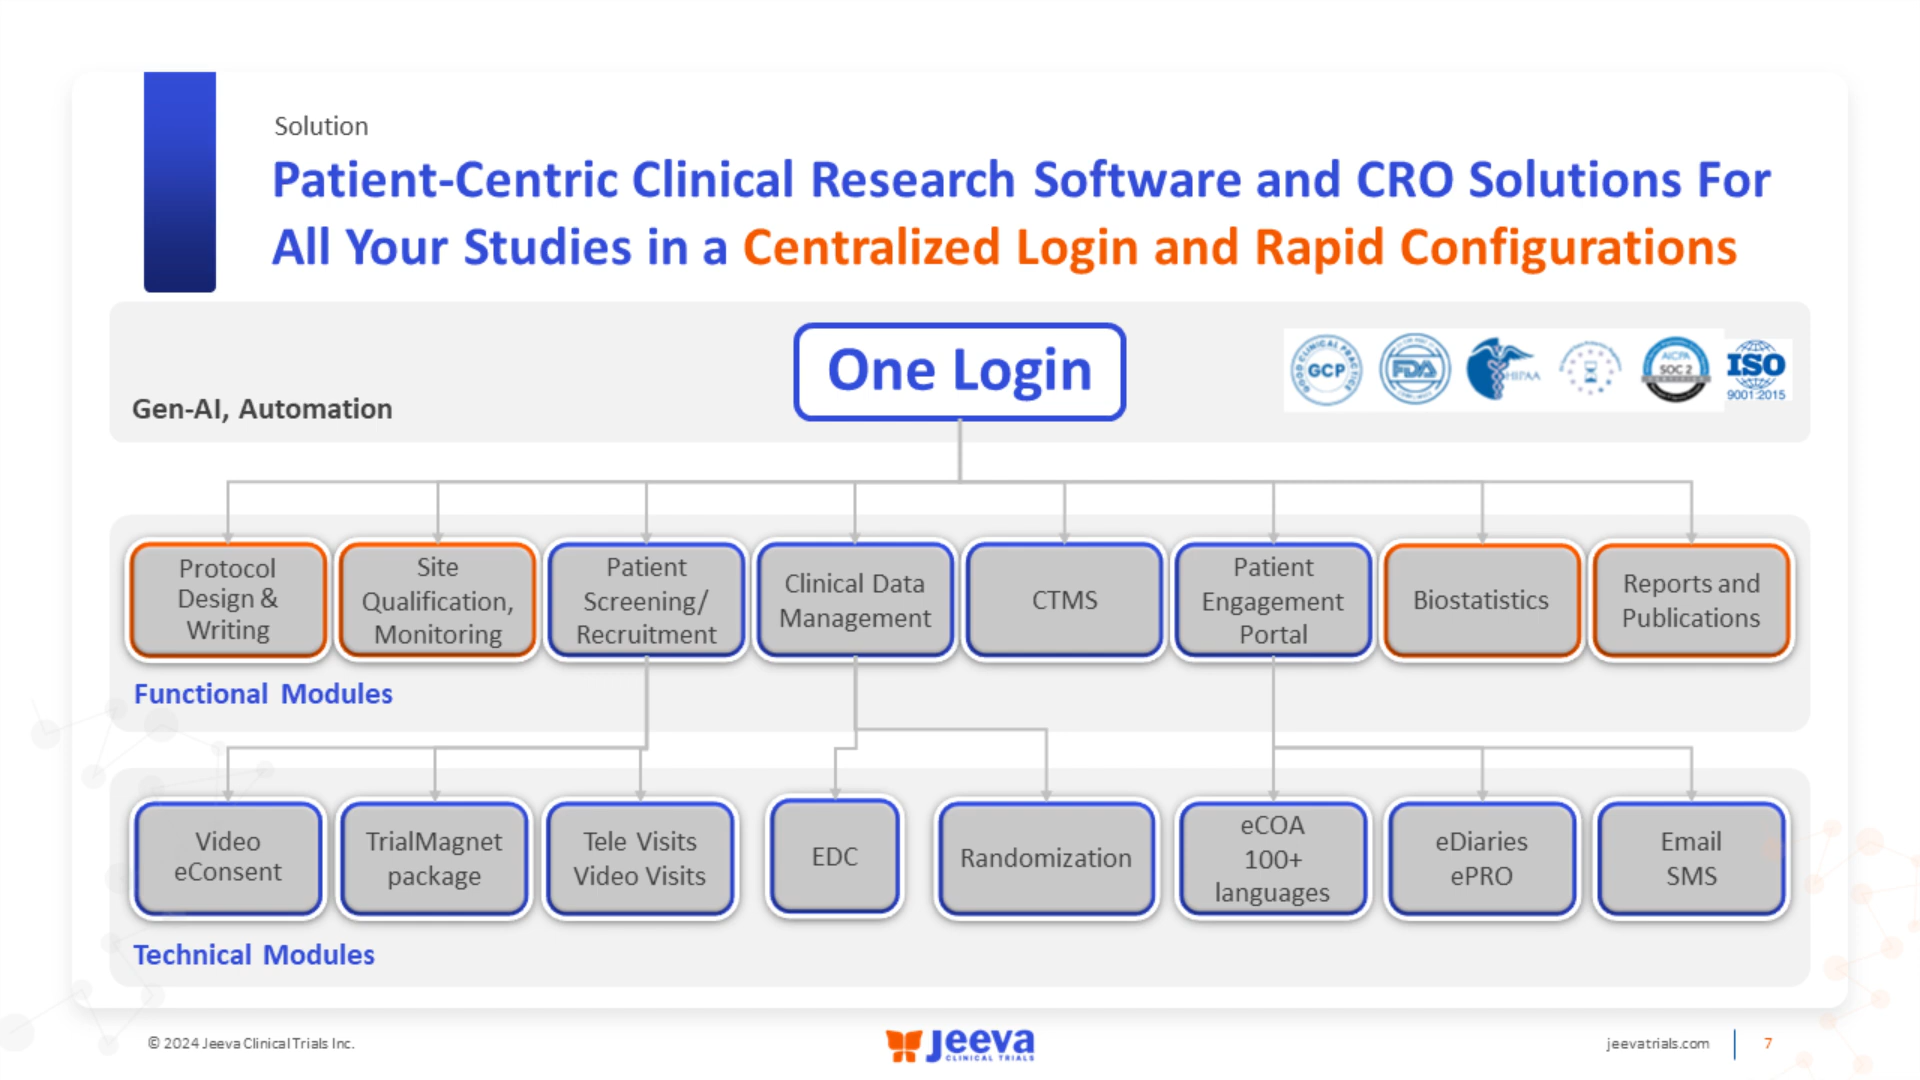 Solution
Patient-Centric Clinical Research Software and CRO Solutions For
All Your Studies in a Centralized Login and Rapid Configurations
One Login
Gen-AI, Automation
GOOD CLINICAL PRACTICE
GCP
FDA
HIPAA
AICPA
SOC 2
ISO
9001:2015
Protocol
Design &
Writing
Site
Qualification,
Monitoring
Patient
Screening/
Recruitment
Clinical Data
Management
CTMS
Patient
Engagement
Portal
Biostatistics
Reports and
Publications
Functional Modules
Video
eConsent
TrialMagnet
package
Tele Visits
Video Visits
EDC
Randomization
eCOA
100+
languages
eDiaries
ePRO
Email
SMS
Technical Modules
© 2024 Jeeva Clinical Trials Inc.
Jeeva
CLINICAL TRIALS
jeevatrials.com
7